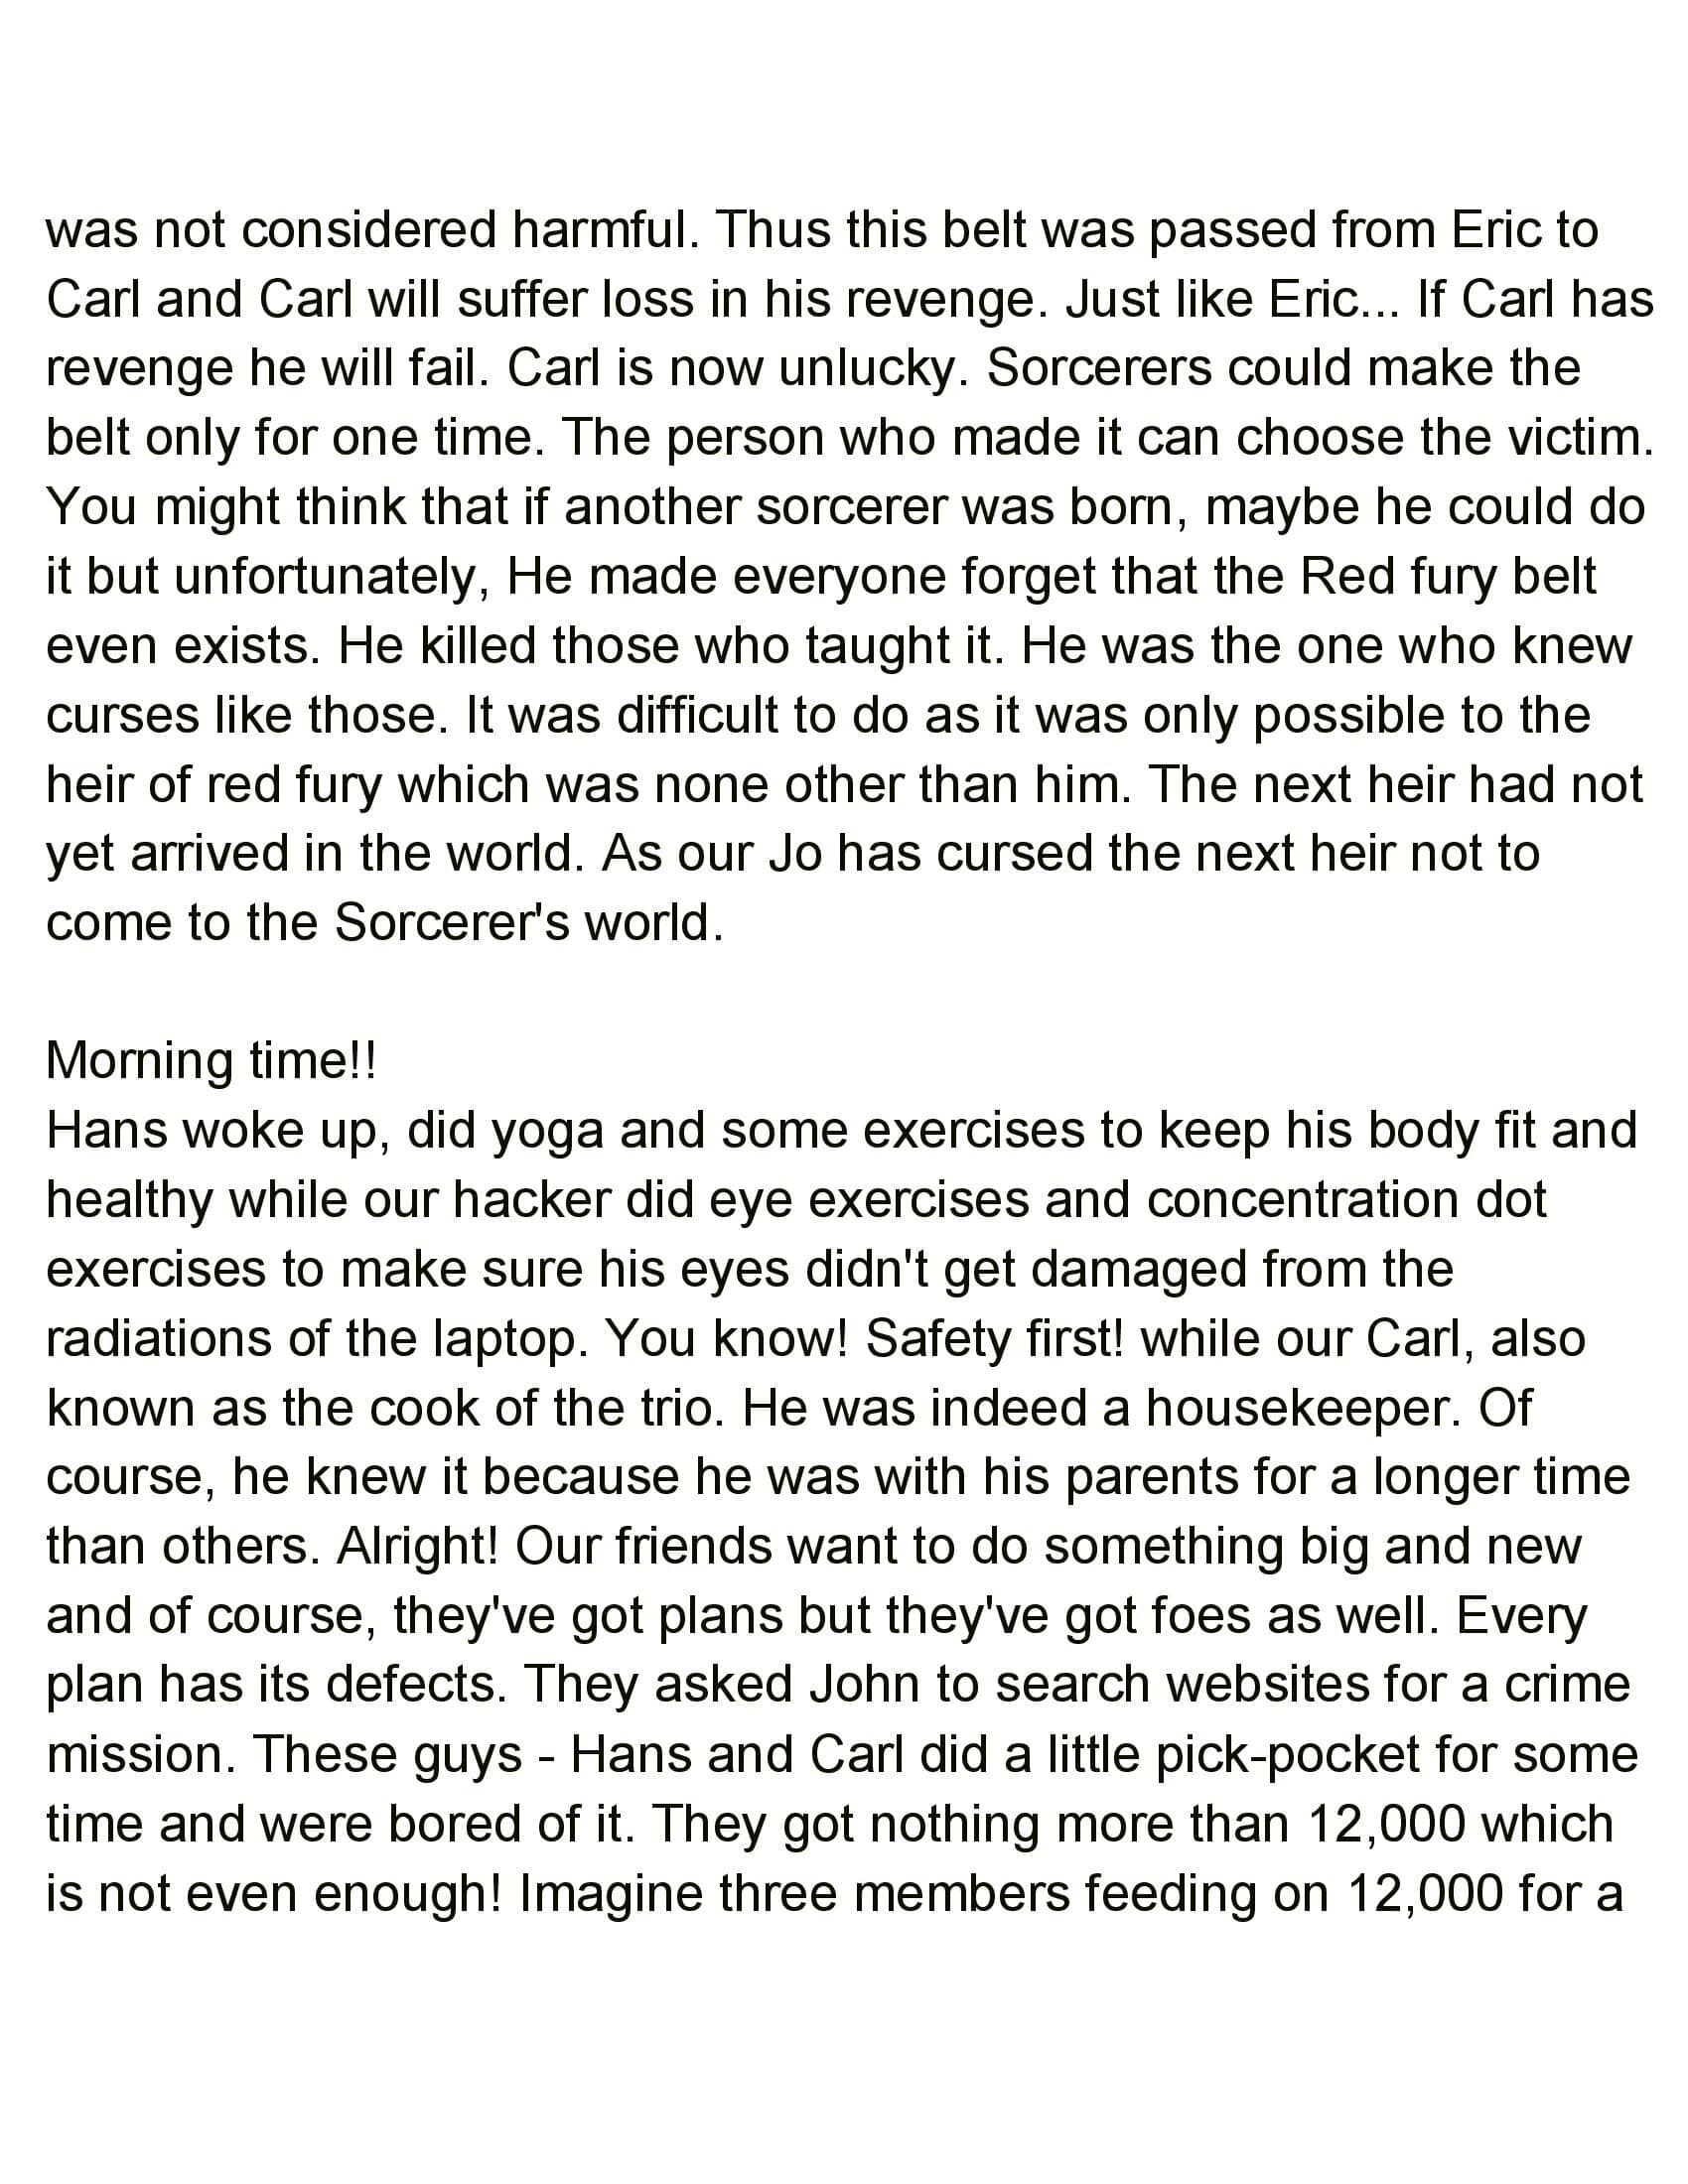 was not considered harmful. Thus this belt was passed from Eric to
Carl and Carl will suffer loss in his revenge. Just like Eric... If Carl has
revenge he will fail. Carl is now unlucky. Sorcerers could make the
belt only for one time. The person who made it can choose the victim.
You might think that if another sorcerer was born, maybe he could do
it but unfortunately, He made everyone forget that the Red fury belt
even exists. He killed those who taught it. He was the one who knew
curses like those. It was difficult to do as it was only possible to the
heir of red fury which was none other than him. The next heir had not
yet arrived in the world. As our Jo has cursed the next heir not to
come to the Sorcerer's world.

Morning time!!
Hans woke up, did yoga and some exercises to keep his body fit and
healthy while our hacker did eye exercises and concentration dot
exercises to make sure his eyes didn't get damaged from the
radiations of the laptop. You know! Safety first! while our Carl, also
known as the cook of the trio. He was indeed a housekeeper. Of
course, he knew it because he was with his parents for a longer time
than others. Alright! Our friends want to do something big and new
and of course, they've got plans but they've got foes as well. Every
plan has its defects. They asked John to search websites for a crime
mission. These guys - Hans and Carl did a little pick-pocket for some
time and were bored of it. They got nothing more than 12,000 which
is not even enough! Imagine three members feeding on 12,000 for a